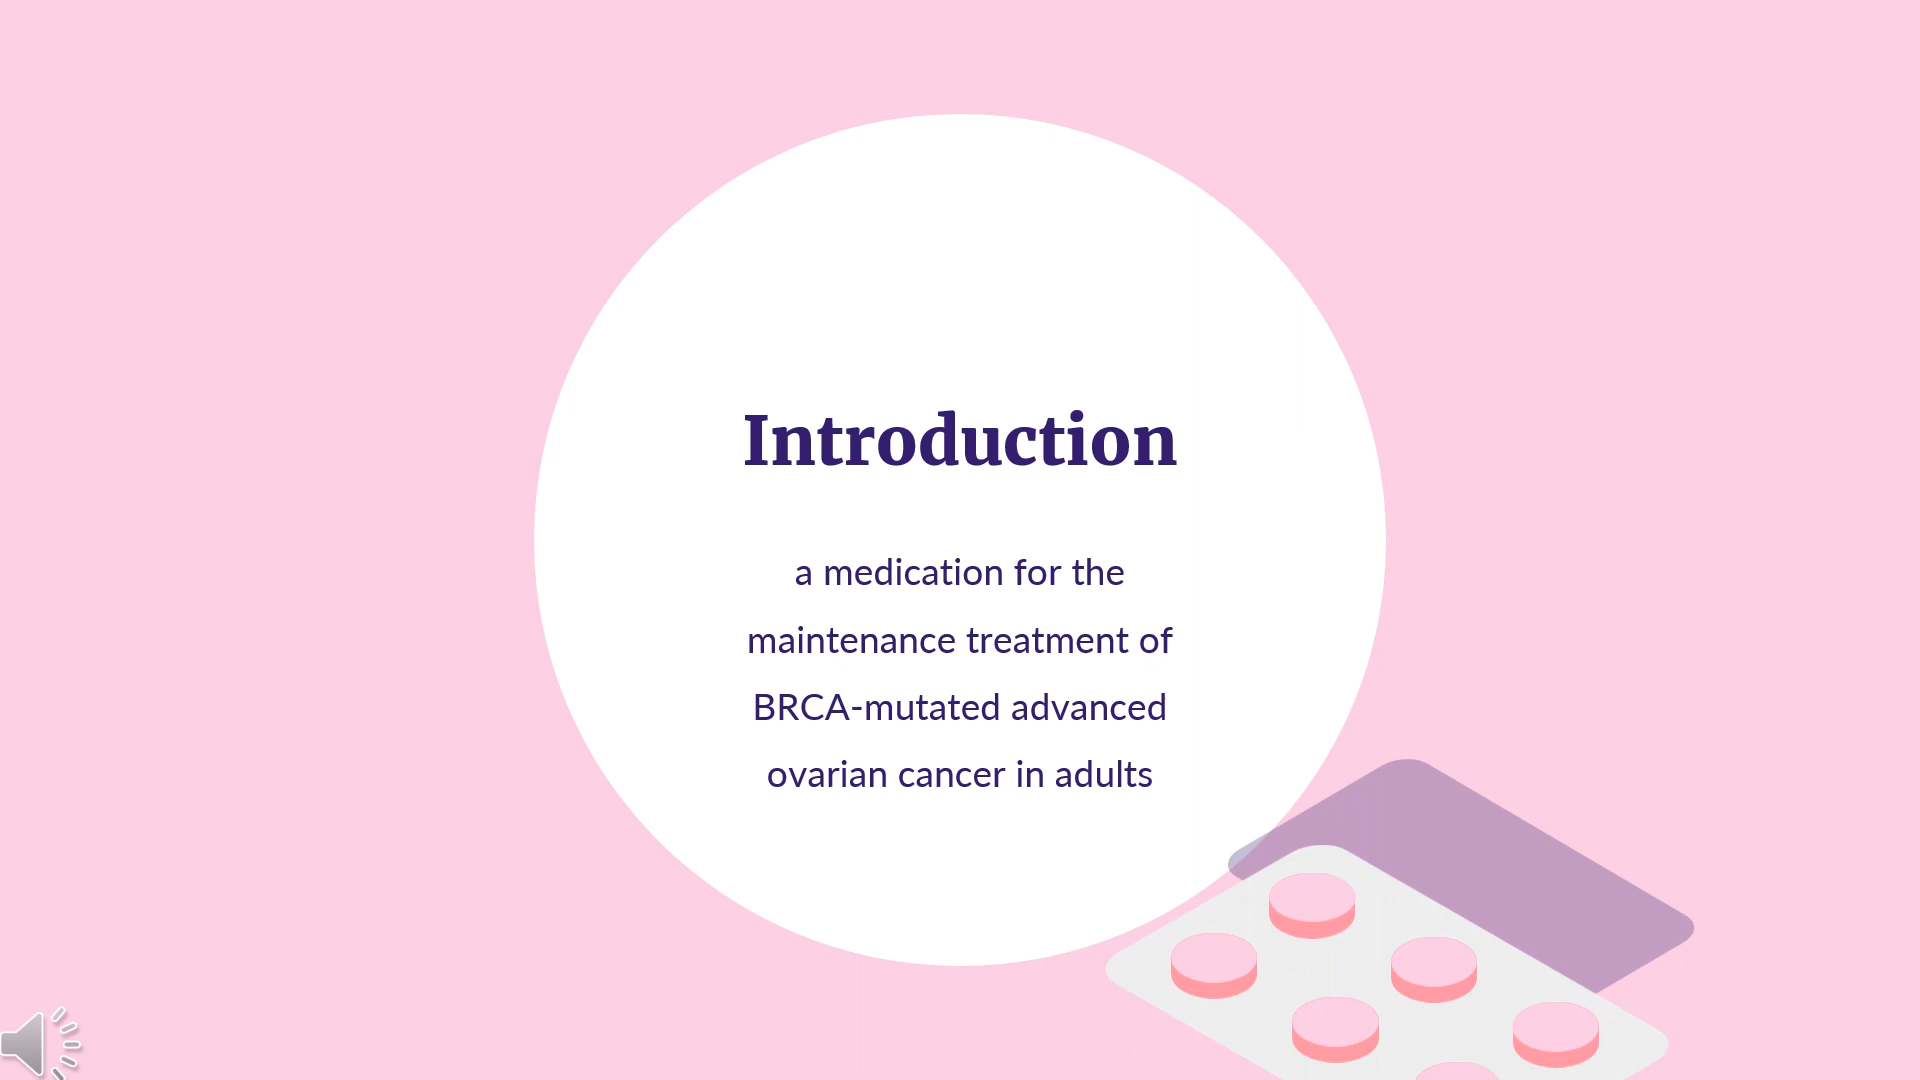 Introduction
a medication for the
maintenance treatment of
BRCA-mutated advanced
ovarian cancer in adults